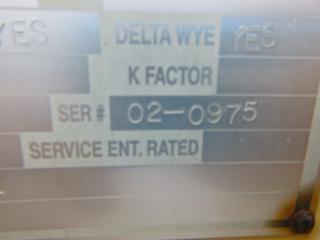 YES DELTA WYE YES
K FACTOR
SER # 02-0975
SERVICE ENT. RATED